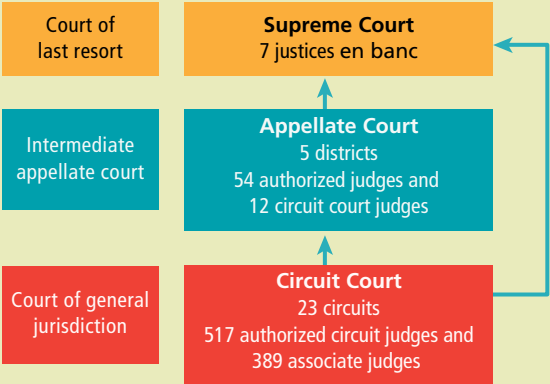 Court of
last resort
Supreme Court
7 justices en banc
Intermediate
appellate court
Appellate Court
5 districts
54 authorized judges and
12 circuit court judges
Court of general
jurisdiction
Circuit Court
23 circuits
517 authorized circuit judges and
389 associate judges